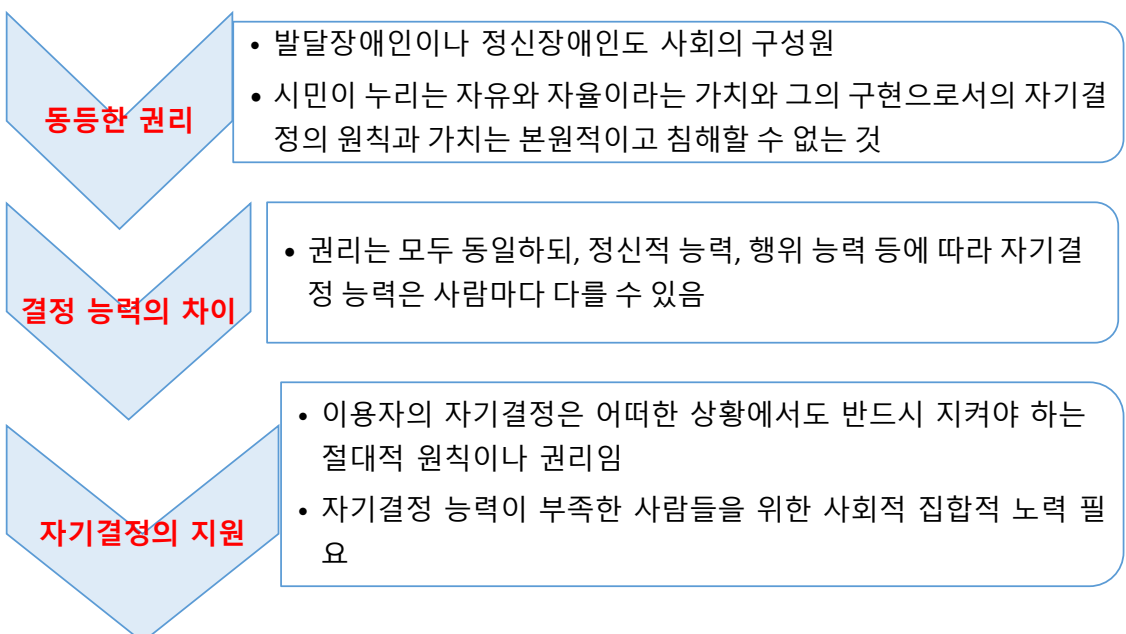 동등한 권리
• 발달장애인이나 정신장애인도 사회의 구성원
• 시민이 누리는 자유와 자율이라는 가치와 그의 구현으로서의 자기결
정의 원칙과 가치는 본원적이고 침해할 수 없는 것
결정 능력의 차이
• 권리는 모두 동일하되, 정신적 능력, 행위 능력 등에 따라 자기결
정 능력은 사람마다 다를 수 있음
자기결정의 지원
• 이용자의 자기결정은 어떠한 상황에서도 반드시 지켜야 하는
절대적 원칙이나 권리임
• 자기결정 능력이 부족한 사람들을 위한 사회적 집합적 노력 필
요